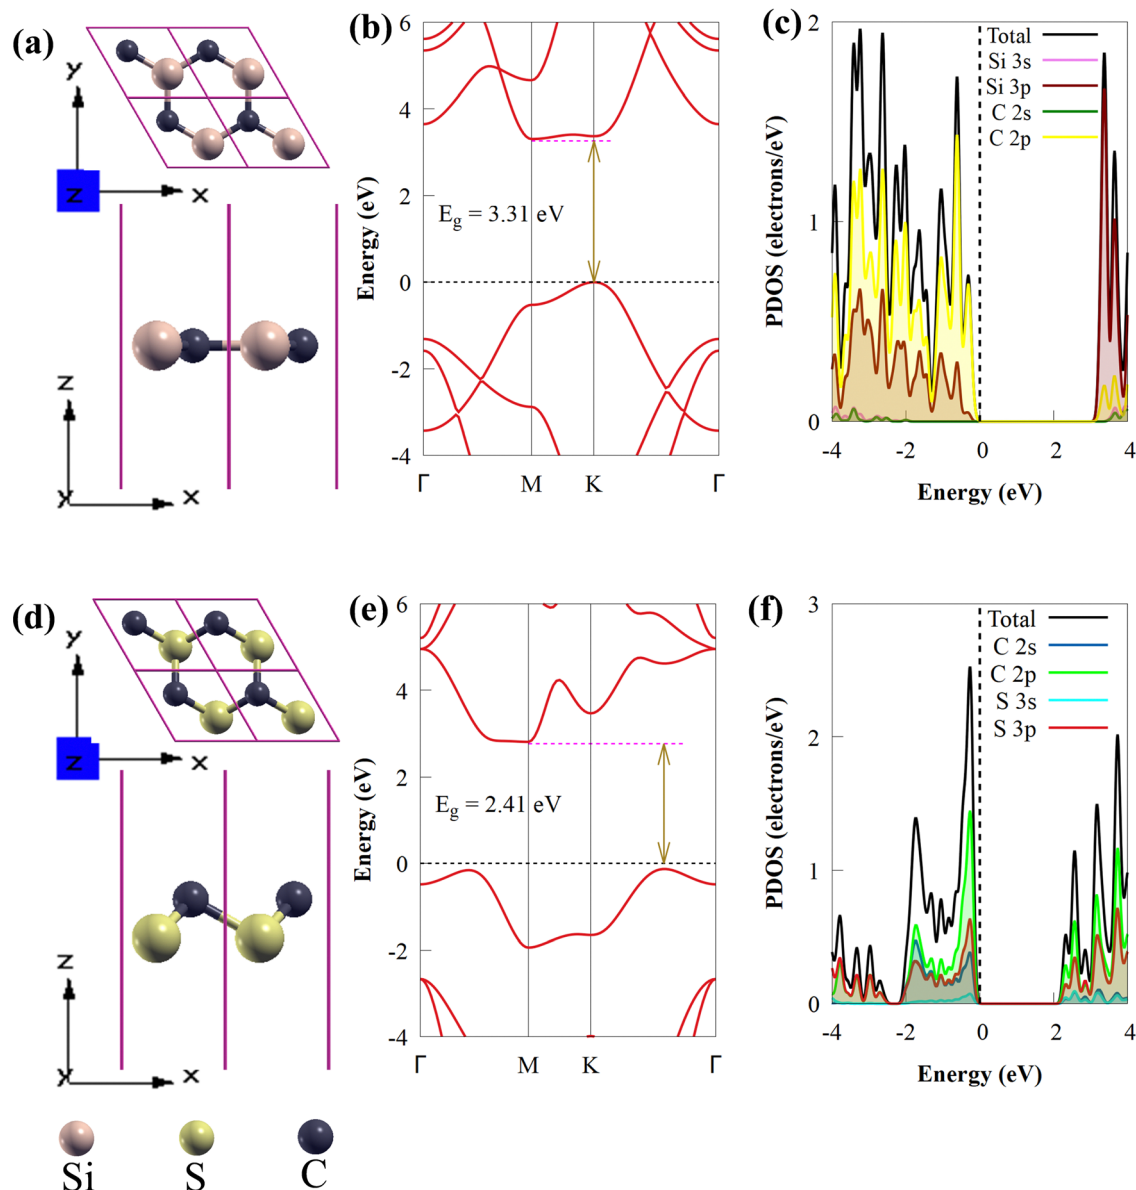 (a)
Y
Z
X
Z
Y
X
(b)
6
4
2
0
-2
-4
Energy (eV)
E_g = 3.31 eV
Γ
M
K
Γ
(c)
2
1
0
PDOS (electrons/eV)
Total
Si 3s
Si 3p
C 2s
C 2p
-4
-2
0
2
4
Energy (eV)
(d)
Y
Z
X
Z
Y
X
(e)
6
4
2
0
-2
-4
Energy (eV)
E_g = 2.41 eV
Γ
M
K
Γ
(f)
3
2
1
0
PDOS (electrons/eV)
Total
C 2s
C 2p
S 3s
S 3p
-4
-2
0
2
4
Energy (eV)
Si
S
C